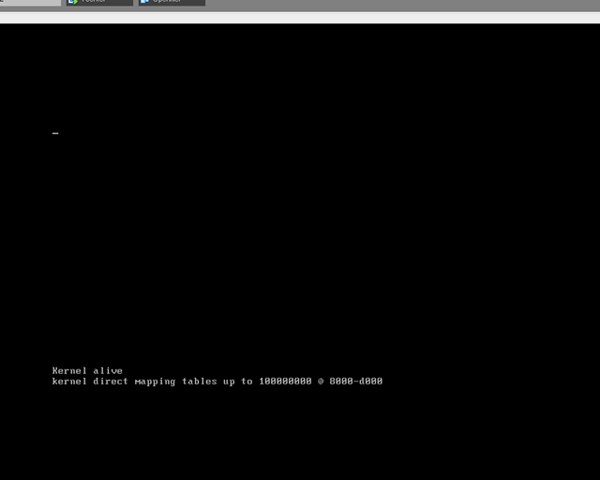 Kernel alive
kernel direct mapping tables up to 100000000 @ 8000-d000